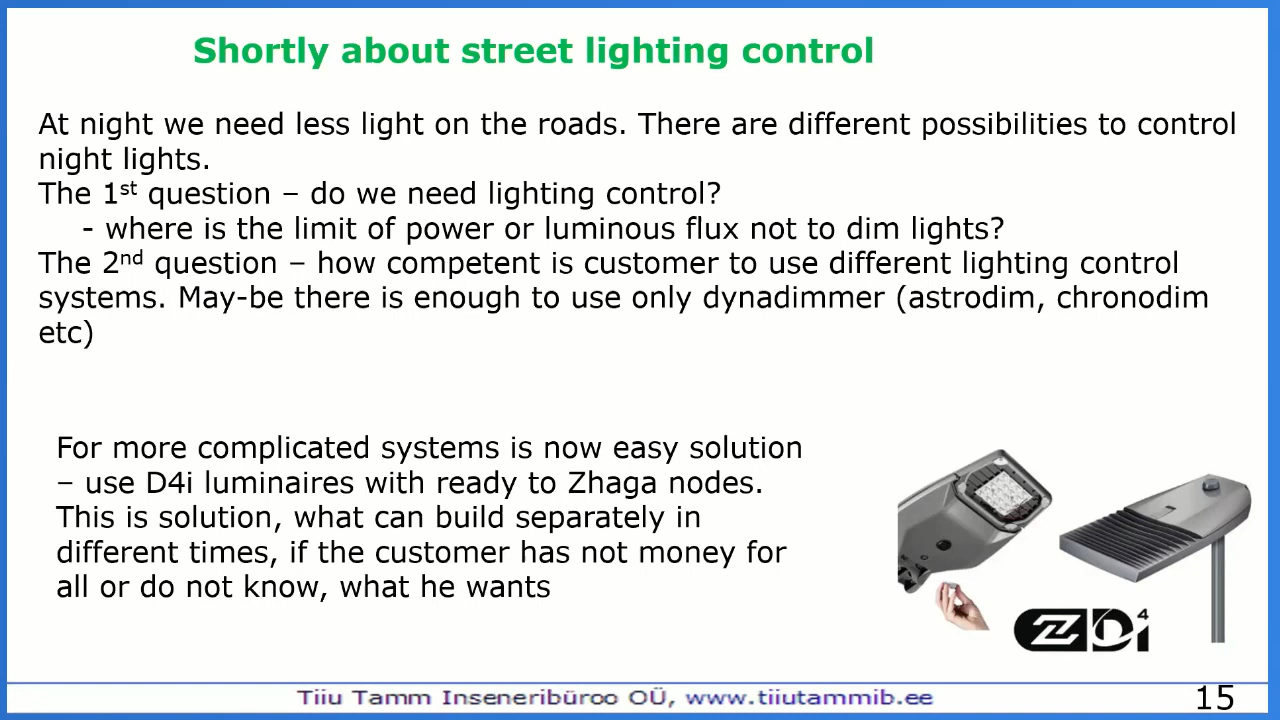 Shortly about street lighting control
At night we need less light on the roads. There are different possibilities to control
night lights.
The 1st question – do we need lighting control?
- where is the limit of power or luminous flux not to dim lights?
The 2nd question – how competent is customer to use different lighting control
systems. May-be there is enough to use only dynadimmer (astrodim, chronodim
etc)
For more complicated systems is now easy solution
– use D4i luminaires with ready to Zhaga nodes.
This is solution, what can build separately in
different times, if the customer has not money for
all or do not know, what he wants
Z D4i
Tiiu Tamm Inseneribüroo OÜ, www.tiiutammib.ee
15